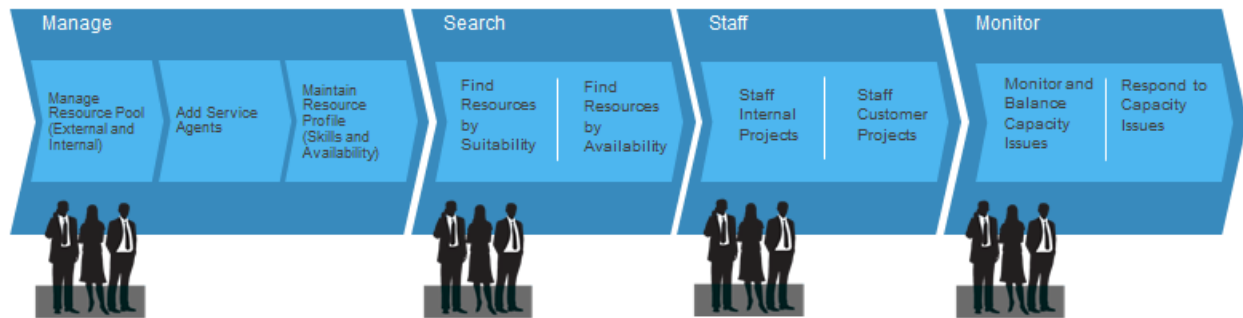 Manage
Manage
Resource Pool
(External and
Internal)
Add Service
Agents
Maintain
Resource
Profile
(Skills and
Availability)
Search
Find
Resources
by
Suitability
Find
Resources
by
Availability
Staff
Staff
Internal
Projects
Staff
Customer
Projects
Monitor
Monitor and
Balance
Capacity
Issues
Respond to
Capacity
Issues